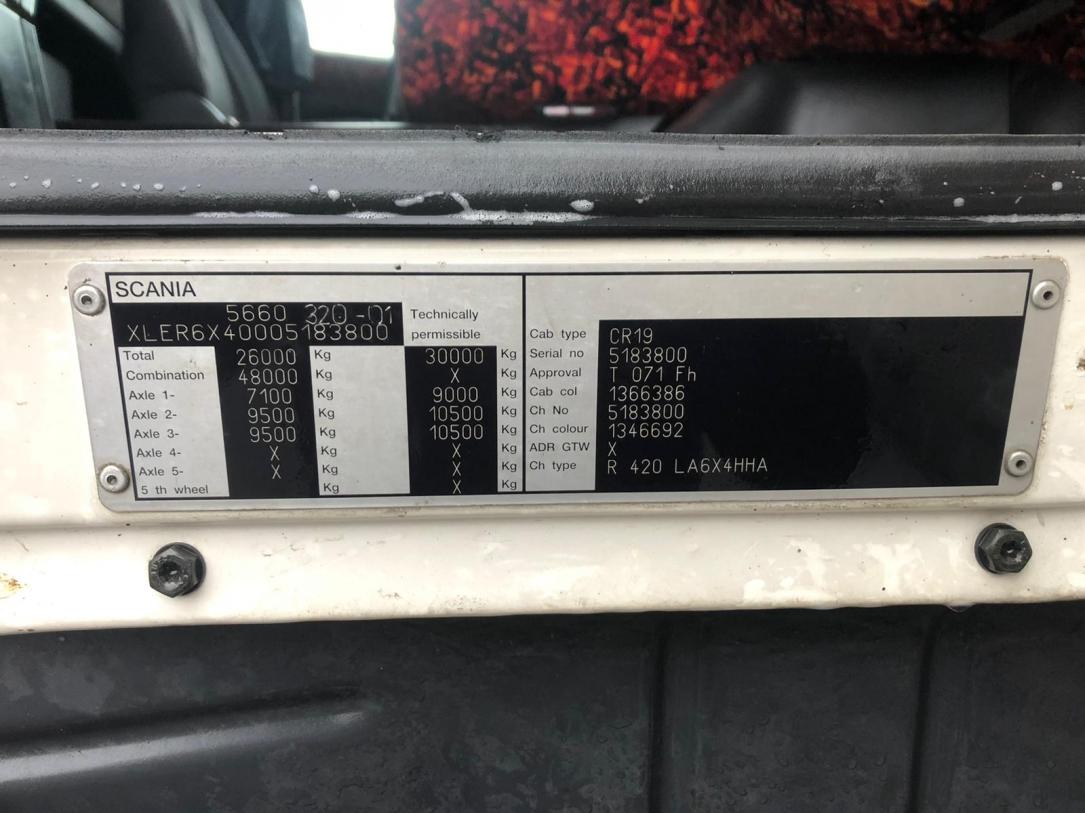 SCANIA
5660 320-01
XLER6X40005183800
Technically
permissible
Total 26000 Kg 30000 Kg
Combination 48000 Kg X Kg
Axle 1- 7100 Kg 9000 Kg
Axle 2- 9500 Kg 10500 Kg
Axle 3- 9500 Kg 10500 Kg
Axle 4- X Kg X Kg
Axle 5- X Kg X Kg
5 th wheel Kg X Kg
Cab type CR19
Serial no 5183800
Approval T 071 Fh
Cab col 1366386
Ch No 5183800
Ch colour 1346692
ADR GTW X
Ch type R 420 LA6X4HHA